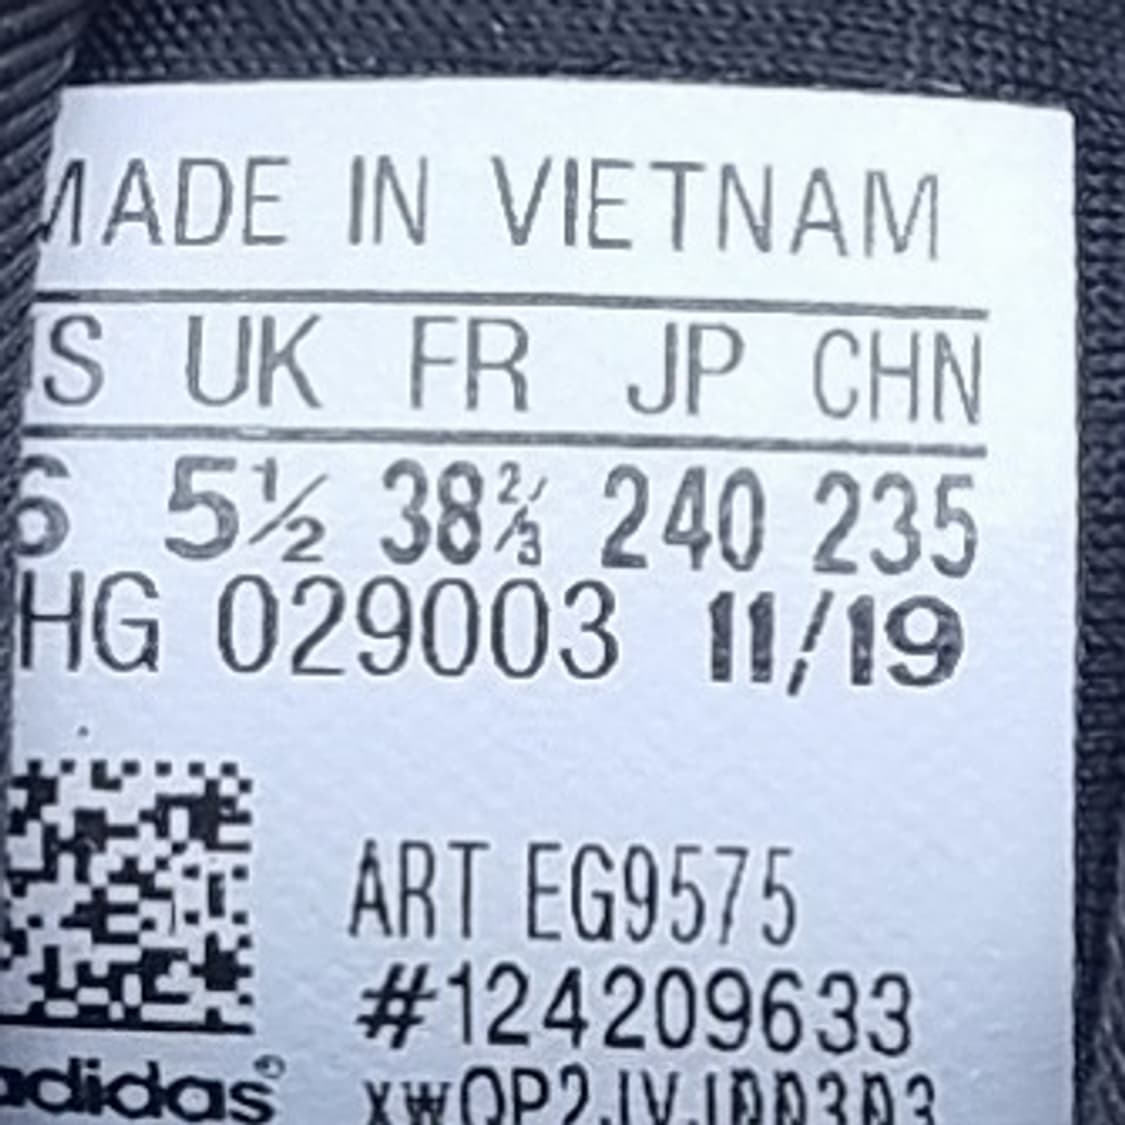 MADE IN VIETNAM
US UK FR JP CHN
6 5½ 38⅔ 240 235
HG 029003 11/19
ART EG9575
#124209633
adidas